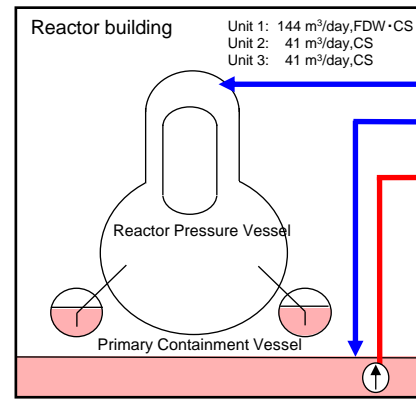 Reactor building
Unit 1: 144 m³/day,FDW・CS
Unit 2: 41 m³/day,CS
Unit 3: 41 m³/day,CS
Reactor Pressure Vessel
Primary Containment Vessel